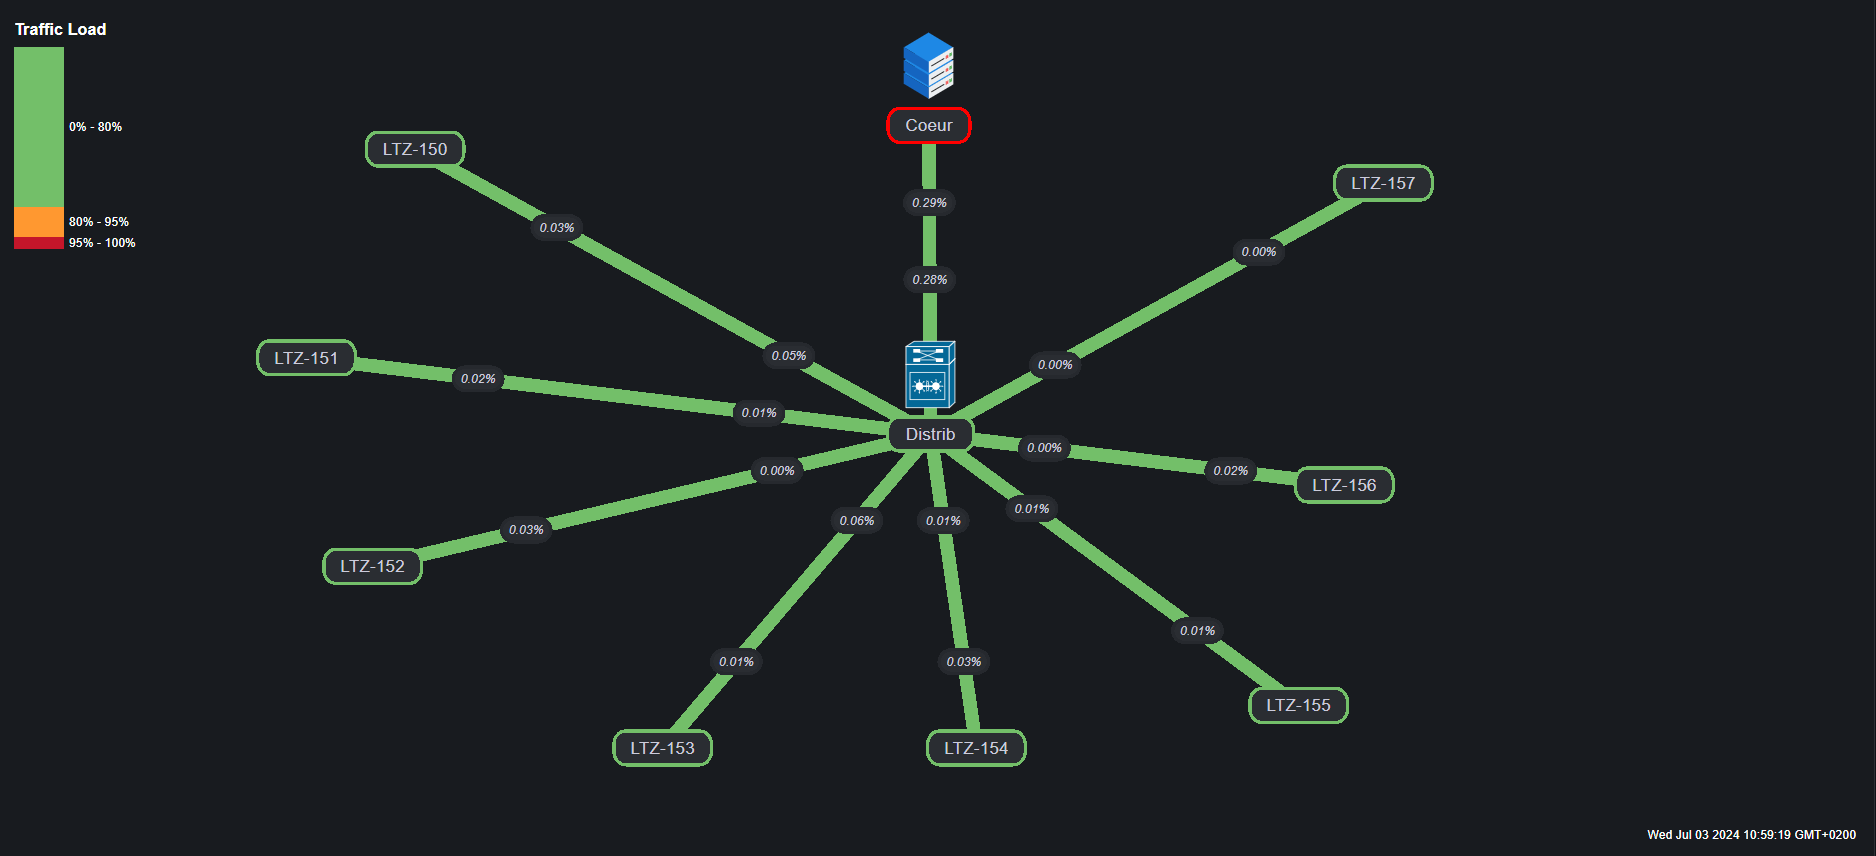 Traffic Load
0% - 80%
80% - 95%
95% - 100%
Coeur
LTZ-150
LTZ-157
0.29%
0.03%
0.00%
0.28%
LTZ-151
0.05%
0.00%
0.02%
0.01%
Distrib
0.00%
0.00%
0.02%
LTZ-156
0.03%
0.06%
0.01%
0.01%
LTZ-152
0.01%
0.01%
0.03%
LTZ-155
LTZ-153
LTZ-154
Wed Jul 03 2024 10:59:19 GMT+0200